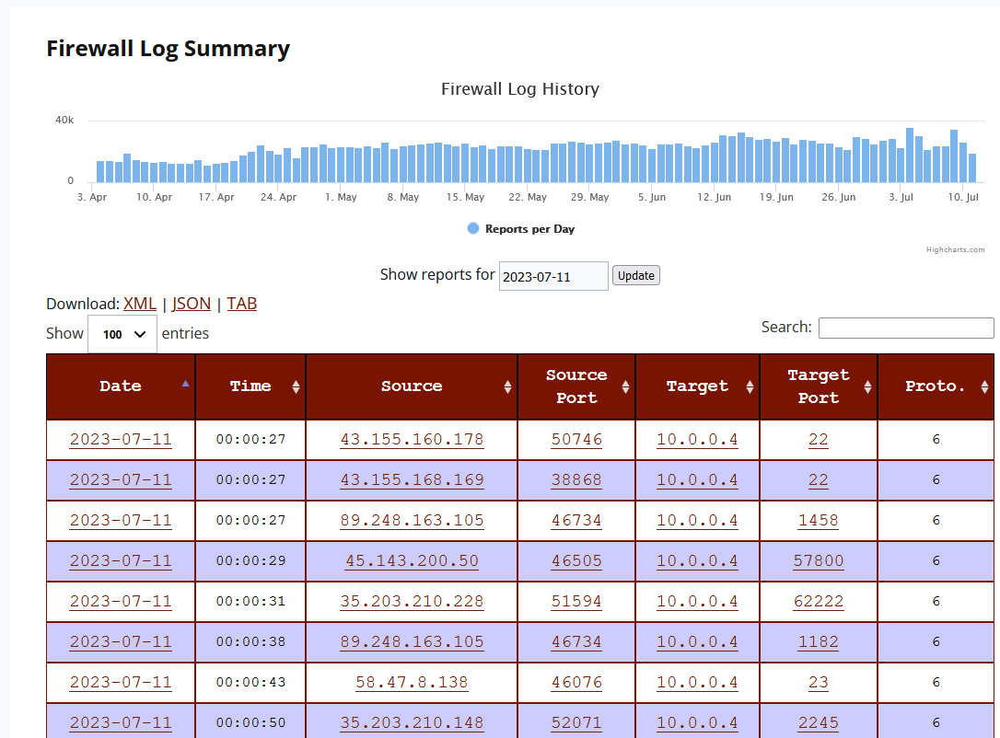 Firewall Log Summary
Firewall Log History
40k
0
3. Apr 10. Apr 17. Apr 24. Apr 1. May 8. May 15. May 22. May 29. May 5. Jun 12. Jun 19. Jun 26. Jun 3. Jul 10. Jul
Reports per Day
Highcharts.com
Show reports for 2023-07-11 Update
Download: XML | JSON | TAB
Show 100 entries Search:
Date Time Source Source Port Target Target Port Proto.
2023-07-11 00:00:27 43.155.160.178 50746 10.0.0.4 22 6
2023-07-11 00:00:27 43.155.168.169 38868 10.0.0.4 22 6
2023-07-11 00:00:27 89.248.163.105 46734 10.0.0.4 1458 6
2023-07-11 00:00:29 45.143.200.50 46505 10.0.0.4 57800 6
2023-07-11 00:00:31 35.203.210.228 51594 10.0.0.4 62222 6
2023-07-11 00:00:38 89.248.163.105 46734 10.0.0.4 1182 6
2023-07-11 00:00:43 58.47.8.138 46076 10.0.0.4 23 6
2023-07-11 00:00:50 35.203.210.148 52071 10.0.0.4 2245 6